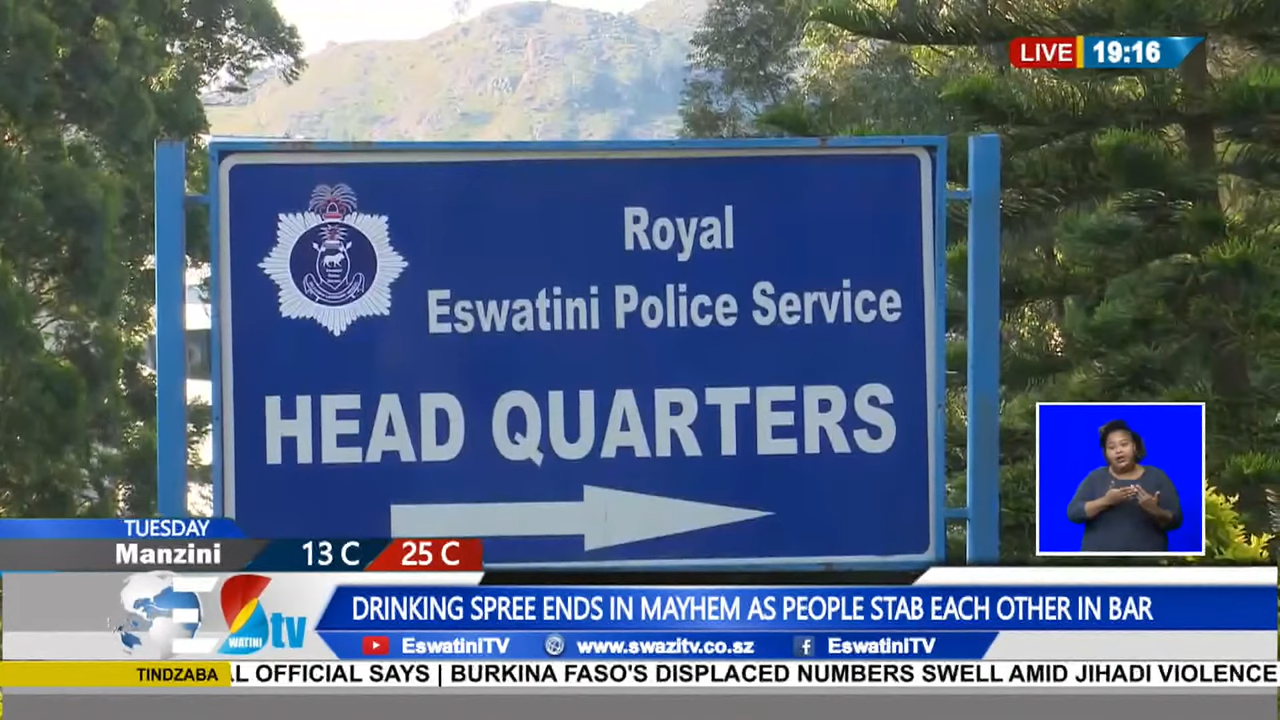 LIVE 19:16
Royal
Eswatini Police Service
HEAD QUARTERS
TUESDAY
Manzini 13 C 25 C
E WATINI tv
DRINKING SPREE ENDS IN MAYHEM AS PEOPLE STAB EACH OTHER IN BAR
EswatiniTV www.swazitv.co.sz EswatiniTV
TINDZABA L OFFICIAL SAYS | BURKINA FASO'S DISPLACED NUMBERS SWELL AMID JIHADI VIOLENCE